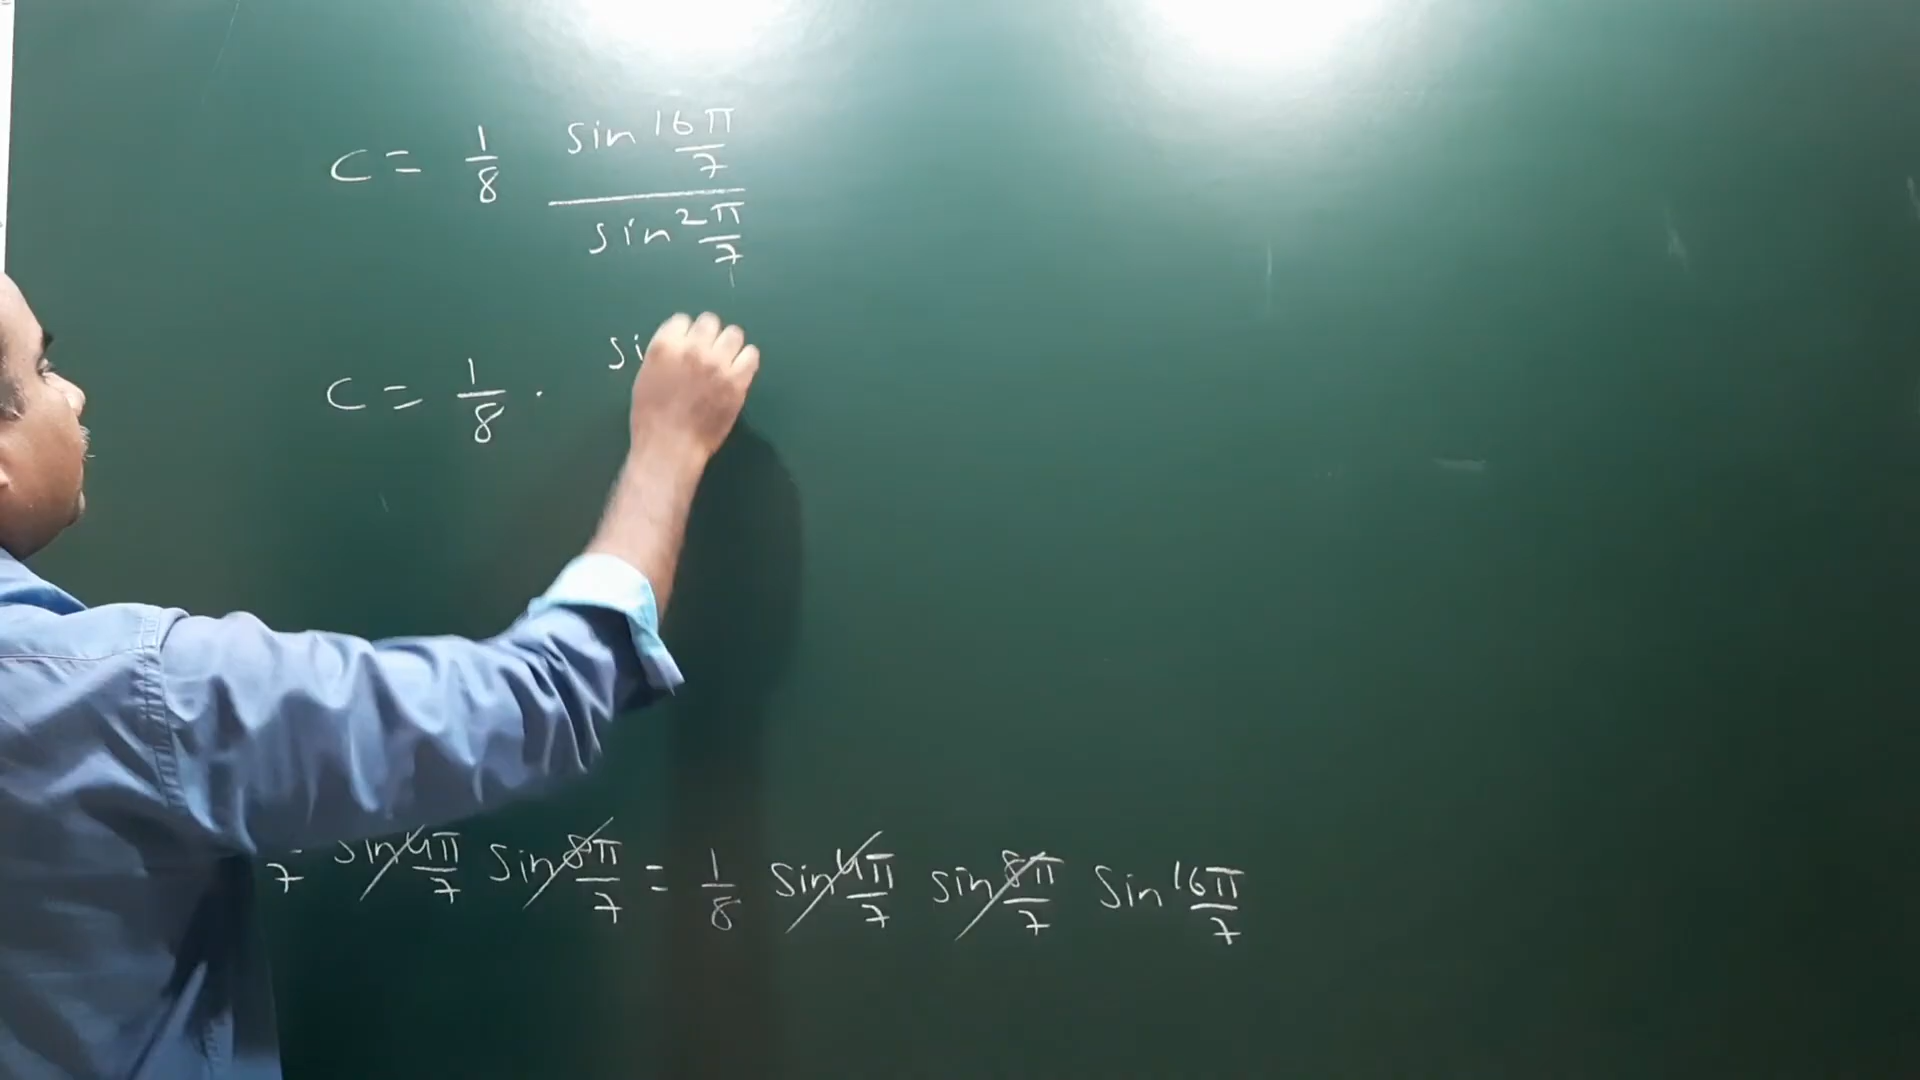 C = 1/8 sin 16π/7 / sin 2π/7
C = 1/8 · si
7 sin 4π/7 sin 8π/7 = 1/8 sin 4π/7 sin 8π/7 sin 16π/7